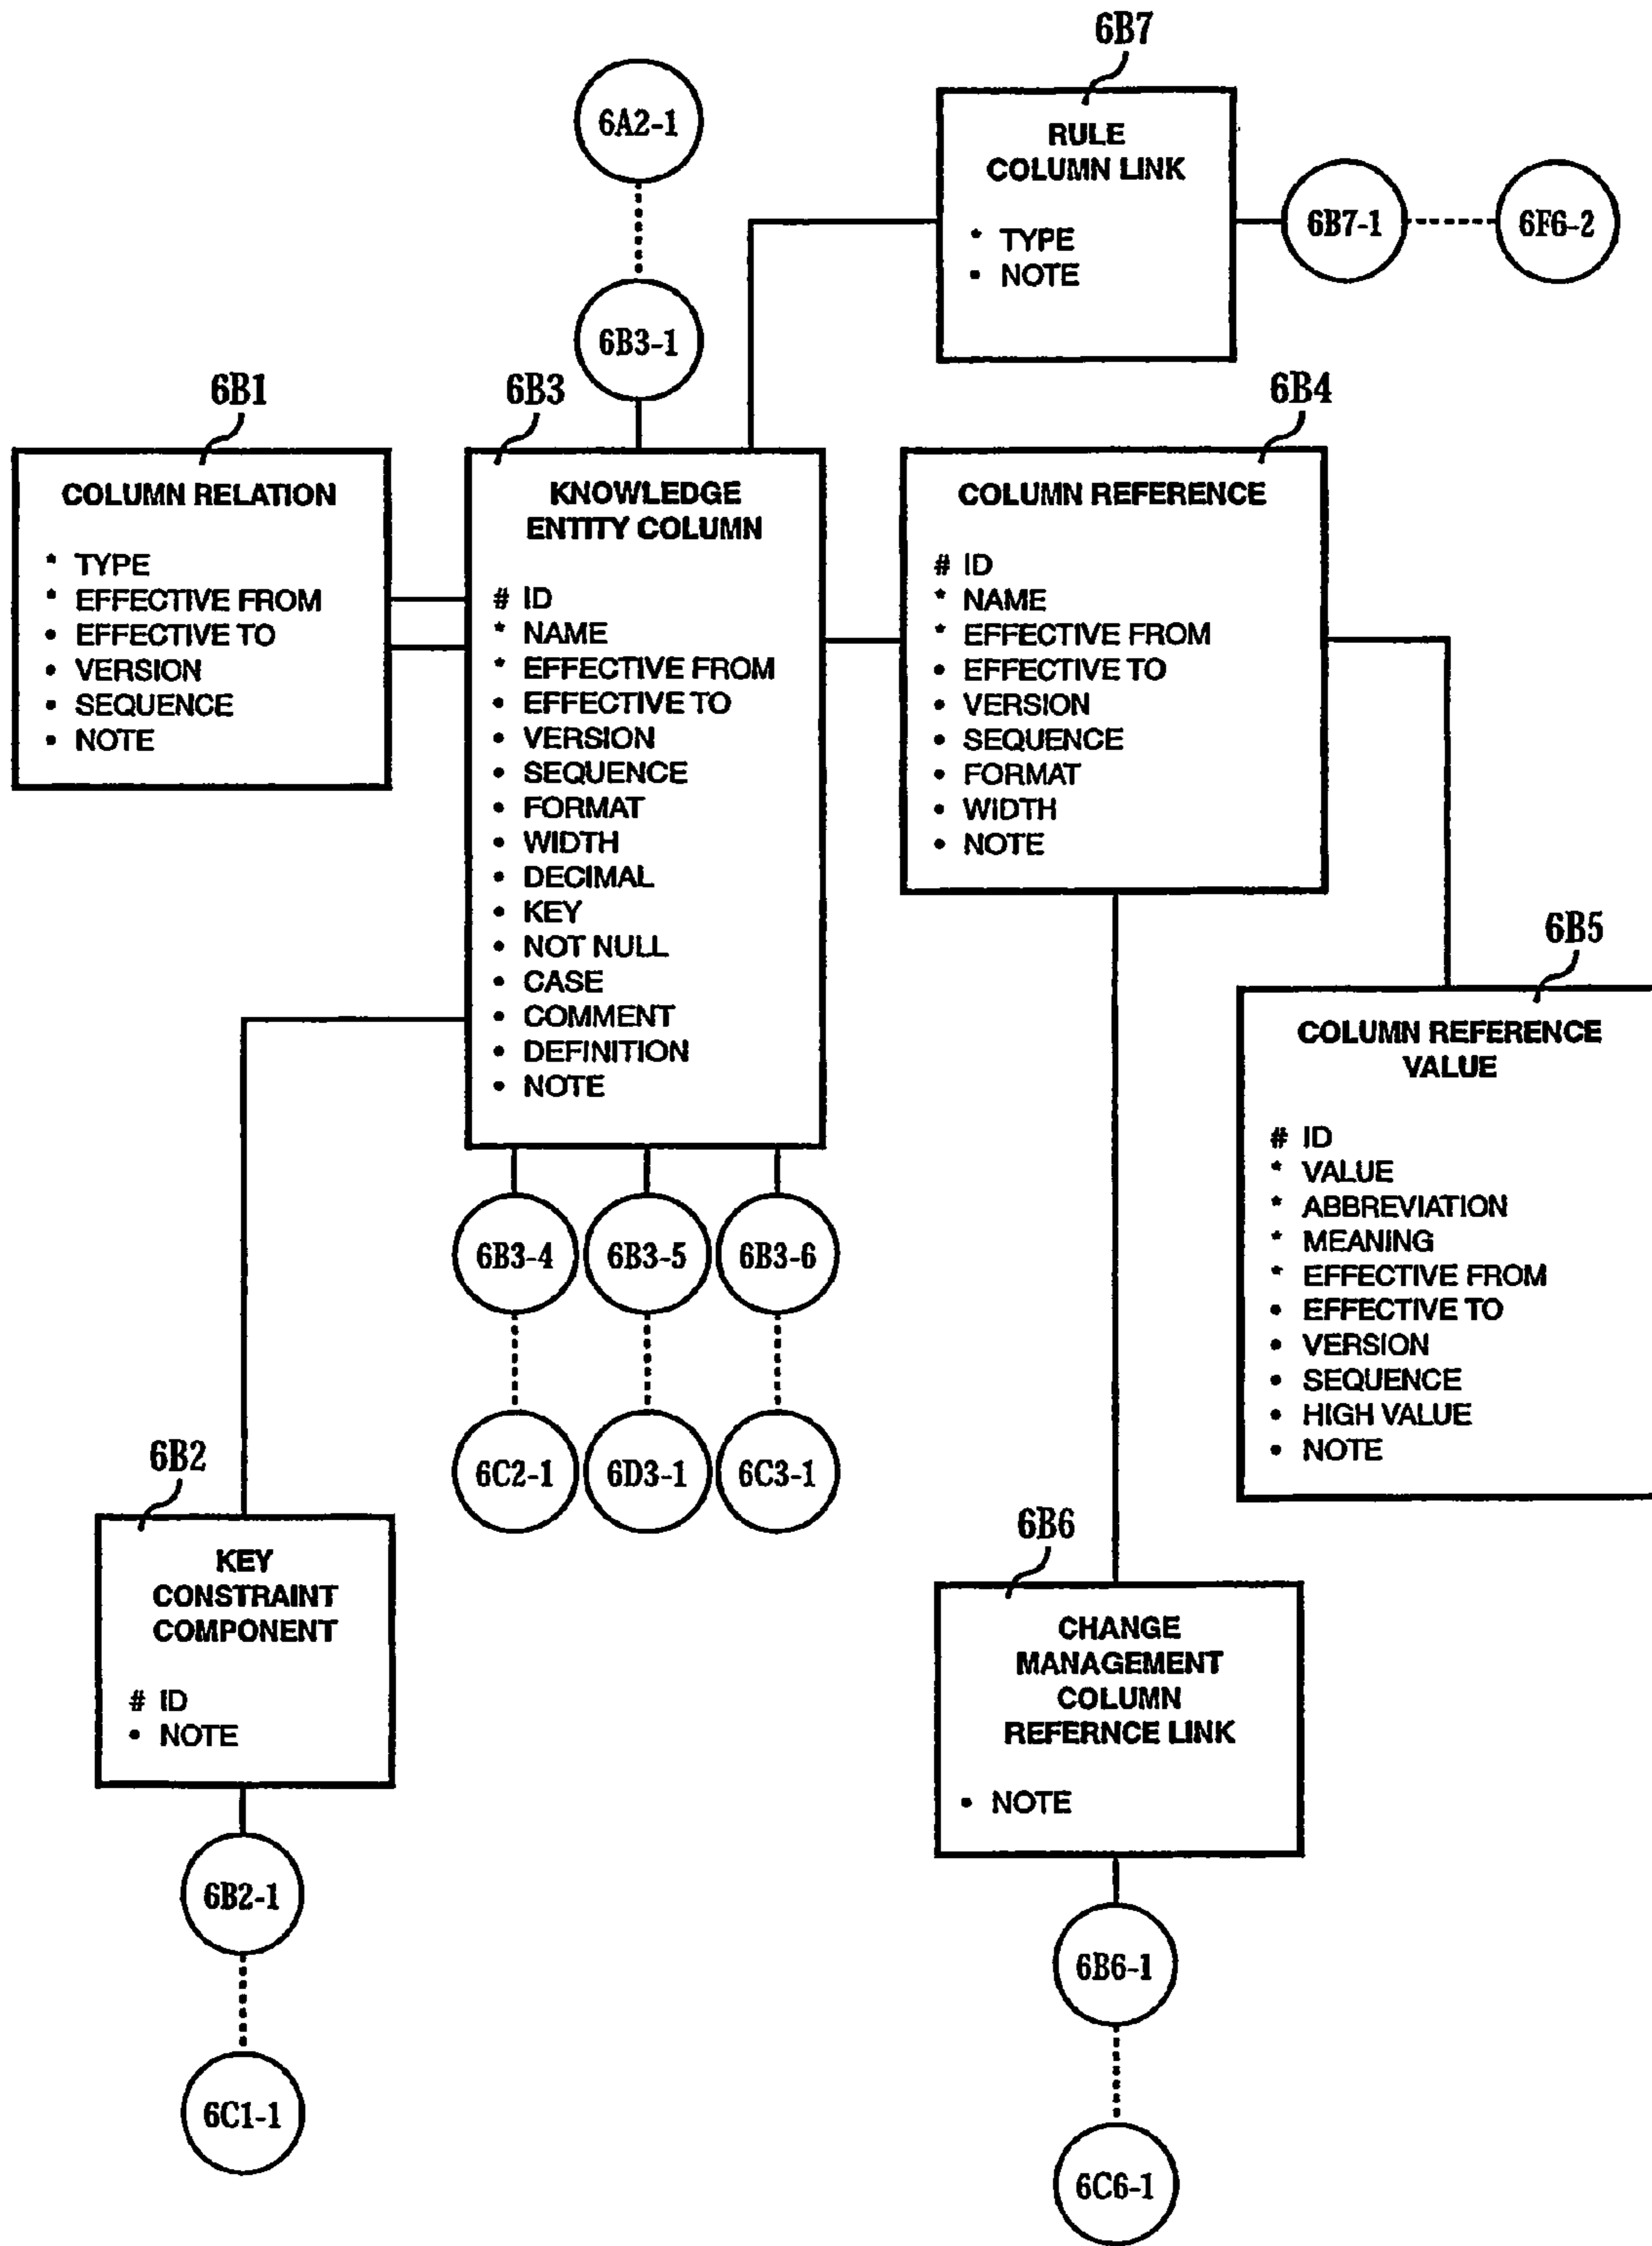 6B7
6A2-1
RULE
COLUMN LINK
* TYPE
• NOTE
6B7-1
6F6-2
6B3-1
6B1
COLUMN RELATION
* TYPE
* EFFECTIVE FROM
• EFFECTIVE TO
• VERSION
• SEQUENCE
• NOTE
6B3
KNOWLEDGE
ENTITY COLUMN
# ID
* NAME
* EFFECTIVE FROM
• EFFECTIVE TO
• VERSION
• SEQUENCE
• FORMAT
• WIDTH
• DECIMAL
• KEY
• NOT NULL
• CASE
• COMMENT
• DEFINITION
• NOTE
6B4
COLUMN REFERENCE
# ID
* NAME
* EFFECTIVE FROM
• EFFECTIVE TO
• VERSION
• SEQUENCE
• FORMAT
• WIDTH
• NOTE
6B5
COLUMN REFERENCE
VALUE
# ID
* VALUE
* ABBREVIATION
* MEANING
* EFFECTIVE FROM
• EFFECTIVE TO
• VERSION
• SEQUENCE
• HIGH VALUE
• NOTE
6B3-4
6B3-5
6B3-6
6C2-1
6D3-1
6C3-1
6B2
KEY
CONSTRAINT
COMPONENT
# ID
• NOTE
6B2-1
6C1-1
6B6
CHANGE
MANAGEMENT
COLUMN
REFERNCE LINK
• NOTE
6B6-1
6C6-1